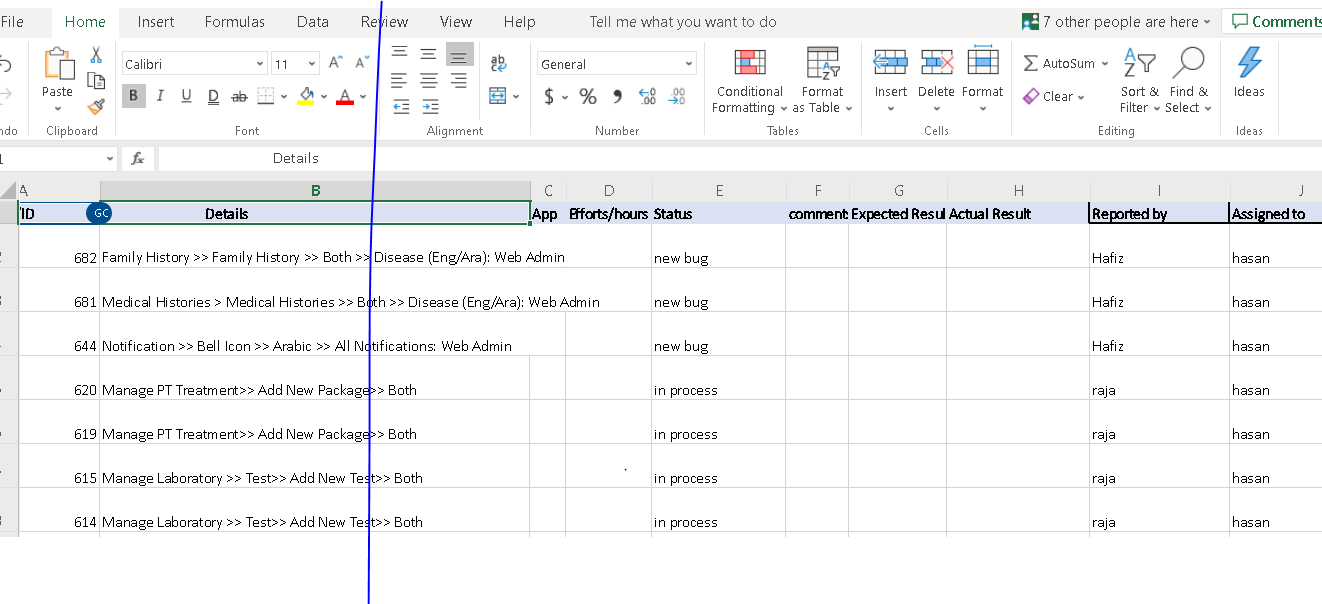 File Home Insert Formulas Data Review View Help Tell me what you want to do 7 other people are here Comments
Paste Calibri 11 A A ab General Conditional Formatting Format as Table Insert Delete Format AutoSum Clear Sort & Filter Find & Select Ideas
B I U D ab A $ % , .00 .00
Clipboard Font Alignment Number Tables Cells Editing Ideas
fx Details
A B C D E F G H I J
ID GC Details App Efforts/hours Status comment Expected Resul Actual Result Reported by Assigned to
682 Family History >> Family History >> Both >> Disease (Eng/Ara): Web Admin new bug Hafiz hasan
681 Medical Histories > Medical Histories >> Both >> Disease (Eng/Ara): Web Admin new bug Hafiz hasan
644 Notification >> Bell Icon >> Arabic >> All Notifications: Web Admin new bug Hafiz hasan
620 Manage PT Treatment>> Add New Package>> Both in process raja hasan
619 Manage PT Treatment>> Add New Package>> Both in process raja hasan
615 Manage Laboratory >> Test>> Add New Test>> Both in process raja hasan
614 Manage Laboratory >> Test>> Add New Test>> Both in process raja hasan